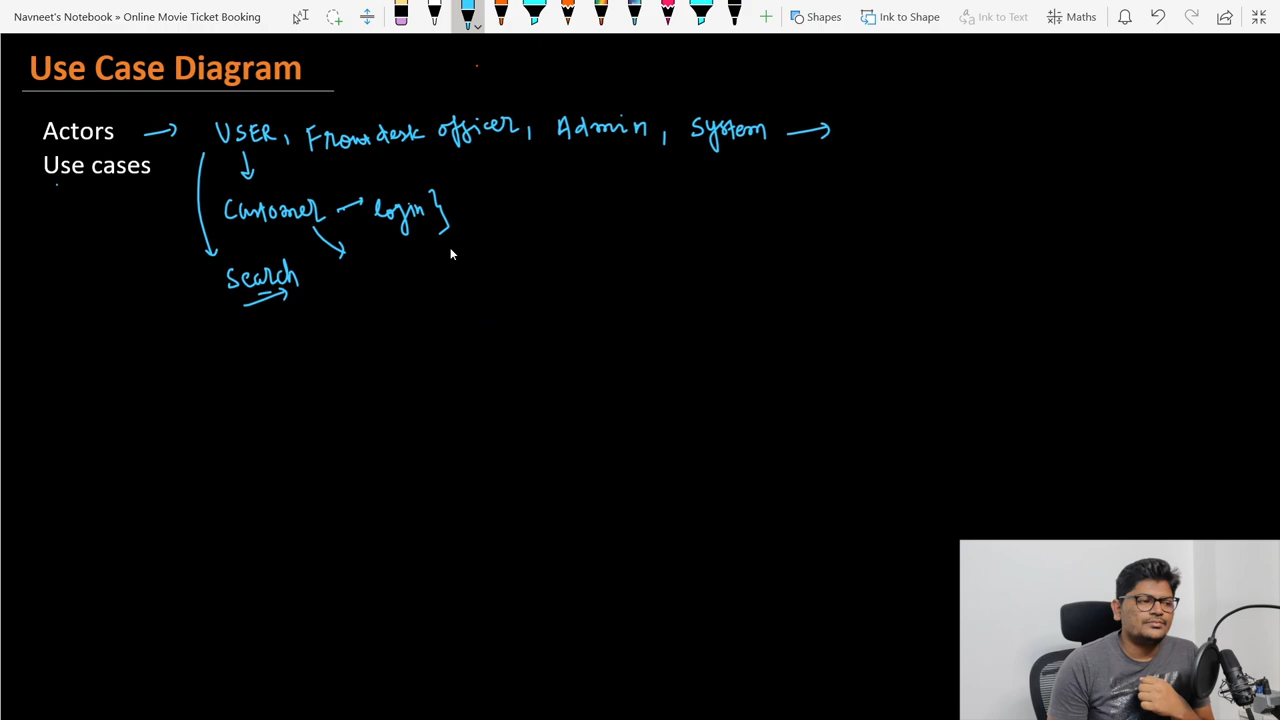 Navneet's Notebook » Online Movie Ticket Booking
Shapes
Ink to Shape
Ink to Text
Maths
Use Case Diagram
Actors → USER, Frontdesk officer, Admin, System →
Use cases
Customer → login }
Search